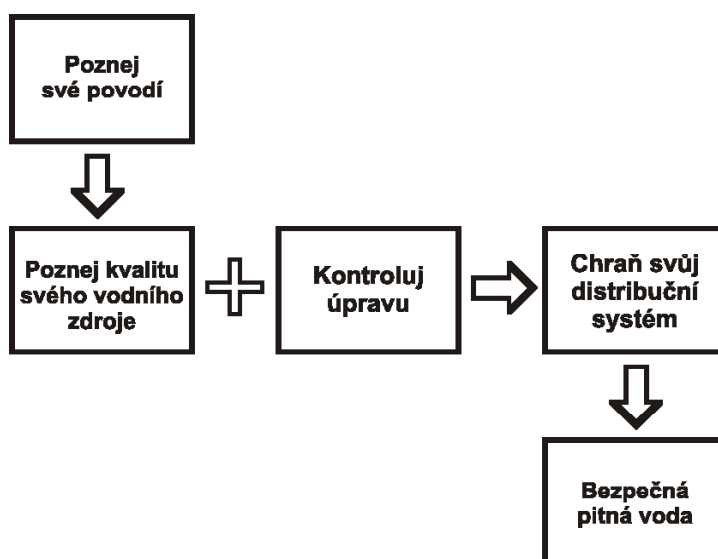 Poznej
své povodí
Poznej kvalitu
svého vodního
zdroje
Kontroluj
úpravu
Chraň svůj
distribuční
systém
Bezpečná
pitná voda